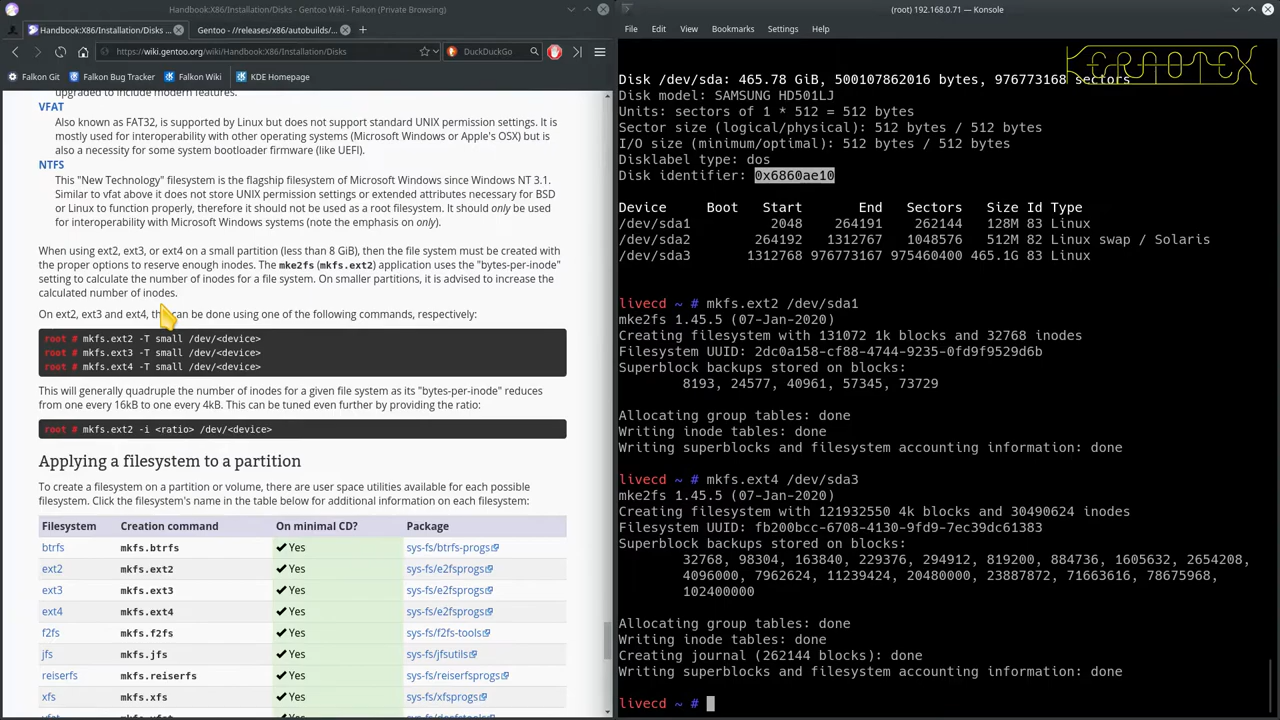 Handbook:X86/Installation/Disks - Gentoo Wiki - Falkon (Private Browsing)
(root) 192.168.0.71 — Konsole
Handbook:X86/Installation/Disks ...
Gentoo - //releases/x86/autobuilds/...
File Edit View Bookmarks Settings Help
https://wiki.gentoo.org/wiki/Handbook:X86/Installation/Disks
DuckDuckGo
Falkon Git
Falkon Bug Tracker
Falkon Wiki
KDE Homepage
KERNOTEX
upgraded to include modern features.
VFAT
Also known as FAT32, is supported by Linux but does not support standard UNIX permission settings. It is
mostly used for interoperability with other operating systems (Microsoft Windows or Apple's OSX) but is
also a necessity for some system bootloader firmware (like UEFI).
NTFS
This "New Technology" filesystem is the flagship filesystem of Microsoft Windows since Windows NT 3.1.
Similar to vfat above it does not store UNIX permission settings or extended attributes necessary for BSD
or Linux to function properly, therefore it should not be used as a root filesystem. It should only be used
for interoperability with Microsoft Windows systems (note the emphasis on only).
When using ext2, ext3, or ext4 on a small partition (less than 8 GiB), then the file system must be created with
the proper options to reserve enough inodes. The mke2fs (mkfs.ext2) application uses the "bytes-per-inode"
setting to calculate the number of inodes for a file system. On smaller partitions, it is advised to increase the
calculated number of inodes.
On ext2, ext3 and ext4, this can be done using one of the following commands, respectively:
root # mkfs.ext2 -T small /dev/<device>
root # mkfs.ext3 -T small /dev/<device>
root # mkfs.ext4 -T small /dev/<device>
This will generally quadruple the number of inodes for a given file system as its "bytes-per-inode" reduces
from one every 16kB to one every 4kB. This can be tuned even further by providing the ratio:
root # mkfs.ext2 -i <ratio> /dev/<device>
Applying a filesystem to a partition
To create a filesystem on a partition or volume, there are user space utilities available for each possible
filesystem. Click the filesystem's name in the table below for additional information on each filesystem:
Filesystem Creation command On minimal CD? Package
btrfs mkfs.btrfs ✔ Yes sys-fs/btrfs-progs
ext2 mkfs.ext2 ✔ Yes sys-fs/e2fsprogs
ext3 mkfs.ext3 ✔ Yes sys-fs/e2fsprogs
ext4 mkfs.ext4 ✔ Yes sys-fs/e2fsprogs
f2fs mkfs.f2fs ✔ Yes sys-fs/f2fs-tools
jfs mkfs.jfs ✔ Yes sys-fs/jfsutils
reiserfs mkfs.reiserfs ✔ Yes sys-fs/reiserfsprogs
xfs mkfs.xfs ✔ Yes sys-fs/xfsprogs
vfat mkfs.vfat ✔ Yes sys-fs/dosfstools
Disk /dev/sda: 465.78 GiB, 500107862016 bytes, 976773168 sectors
Disk model: SAMSUNG HD501LJ
Units: sectors of 1 * 512 = 512 bytes
Sector size (logical/physical): 512 bytes / 512 bytes
I/O size (minimum/optimal): 512 bytes / 512 bytes
Disklabel type: dos
Disk identifier: 0x6860ae10
Device Boot Start End Sectors Size Id Type
/dev/sda1 2048 264191 262144 128M 83 Linux
/dev/sda2 264192 1312767 1048576 512M 82 Linux swap / Solaris
/dev/sda3 1312768 976773167 975460400 465.1G 83 Linux
livecd ~ # mkfs.ext2 /dev/sda1
mke2fs 1.45.5 (07-Jan-2020)
Creating filesystem with 131072 1k blocks and 32768 inodes
Filesystem UUID: 2dc0a158-cf88-4744-9235-0fd9f9529d6b
Superblock backups stored on blocks:
8193, 24577, 40961, 57345, 73729
Allocating group tables: done
Writing inode tables: done
Writing superblocks and filesystem accounting information: done
livecd ~ # mkfs.ext4 /dev/sda3
mke2fs 1.45.5 (07-Jan-2020)
Creating filesystem with 121932550 4k blocks and 30490624 inodes
Filesystem UUID: fb200bcc-6708-4130-9fd9-7ec39dc61383
Superblock backups stored on blocks:
32768, 98304, 163840, 229376, 294912, 819200, 884736, 1605632, 2654208,
4096000, 7962624, 11239424, 20480000, 23887872, 71663616, 78675968,
102400000
Allocating group tables: done
Writing inode tables: done
Creating journal (262144 blocks): done
Writing superblocks and filesystem accounting information: done
livecd ~ #